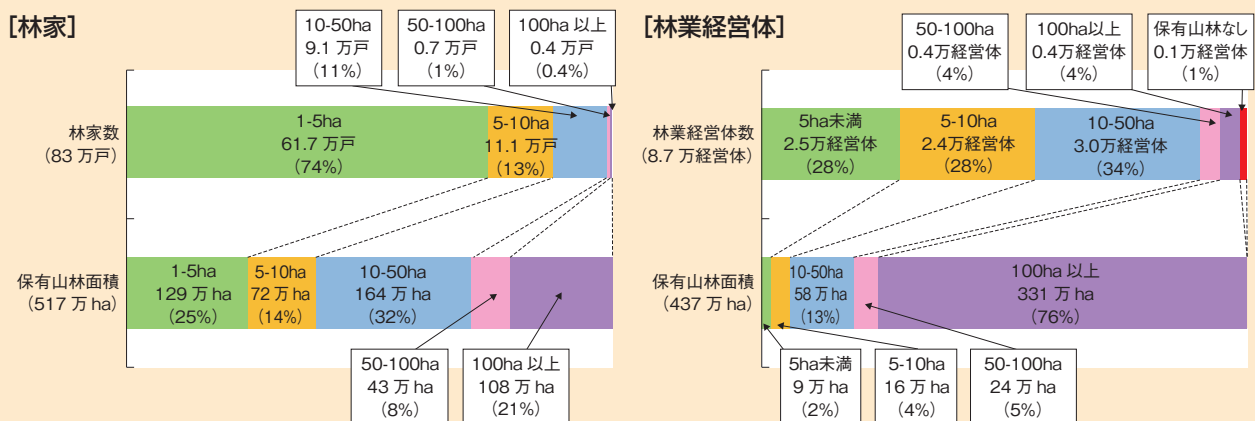 [林家]
10-50ha
9.1 万戸
(11%)
50-100ha
0.7 万戸
(1%)
100ha 以上
0.4 万戸
(0.4%)
林家数
(83 万戸)
1-5ha
61.7 万戸
(74%)
5-10ha
11.1 万戸
(13%)
保有山林面積
(517 万 ha)
1-5ha
129 万 ha
(25%)
5-10ha
72 万 ha
(14%)
10-50ha
164 万 ha
(32%)
50-100ha
43 万 ha
(8%)
100ha 以上
108 万 ha
(21%)
[林業経営体]
50-100ha
0.4万経営体
(4%)
100ha以上
0.4万経営体
(4%)
保有山林なし
0.1万経営体
(1%)
林業経営体数
(8.7 万経営体)
5ha未満
2.5万経営体
(28%)
5-10ha
2.4万経営体
(28%)
10-50ha
3.0万経営体
(34%)
保有山林面積
(437 万 ha)
10-50ha
58万 ha
(13%)
100ha 以上
331 万 ha
(76%)
5ha未満
9 万 ha
(2%)
5-10ha
16 万 ha
(4%)
50-100ha
24 万 ha
(5%)